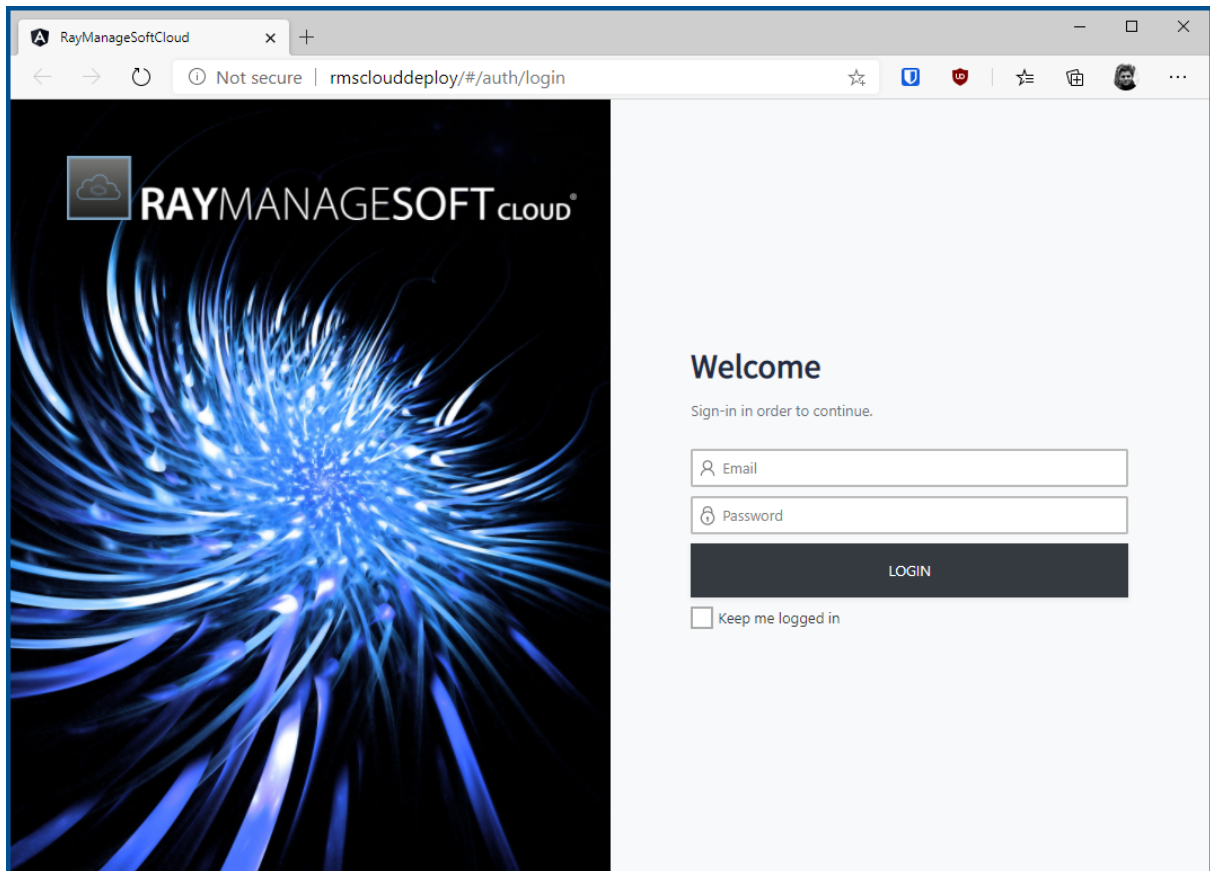 RayManageSoftCloud
Not secure | rmsclouddeploy/#/auth/login
RAYMANAGESOFT CLOUD®
Welcome
Sign-in in order to continue.
Email
Password
LOGIN
Keep me logged in